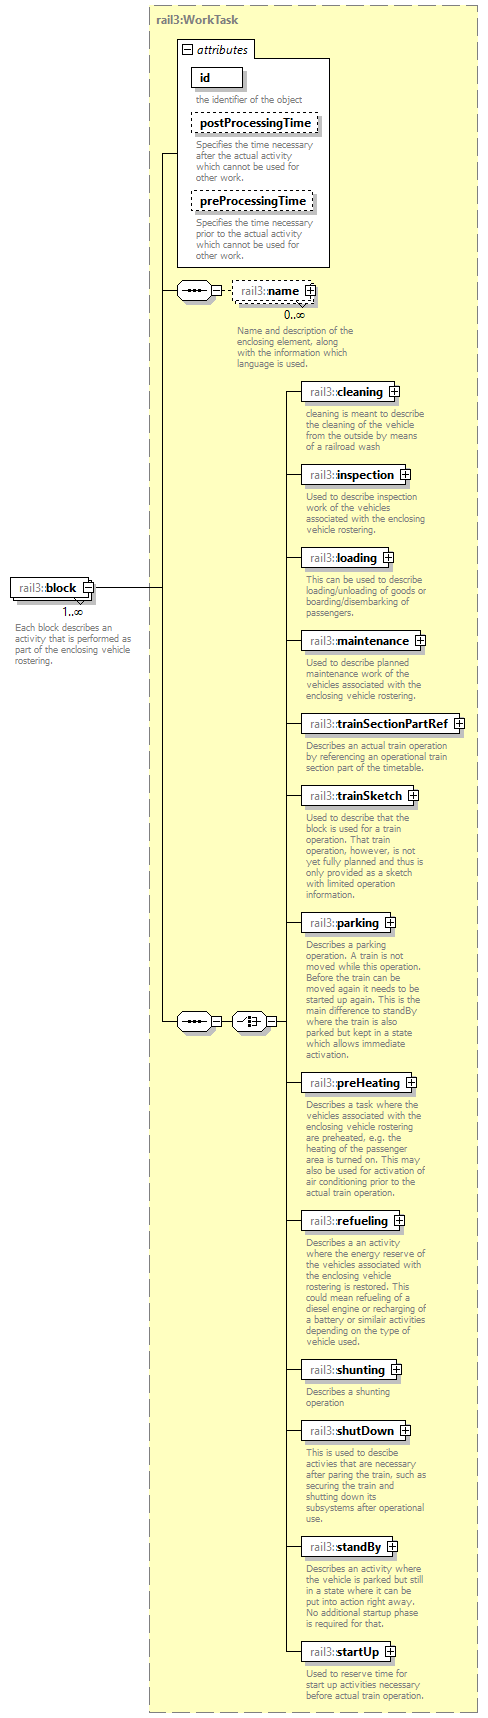 rail3:WorkTask
attributes
id
the identifier of the object
postProcessingTime
Specifies the time necessary
after the actual activity
which cannot be used for
other work.
preProcessingTime
Specifies the time necessary
prior to the actual activity
which cannot be used for
other work.
rail3::name
0..∞
Name and description of the
enclosing element, along
with the information which
language is used.
rail3::cleaning
cleaning is meant to describe
the cleaning of the vehicle
from the outside by means
of a railroad wash
rail3::inspection
Used to describe inspection
work of the vehicles
associated with the enclosing
vehicle rostering.
rail3::loading
This can be used to describe
loading/unloading of goods or
boarding/disembarking of
passengers.
rail3::block
1..∞
Each block describes an
activity that is performed as
part of the enclosing vehicle
rostering.
rail3::maintenance
Used to describe planned
maintenance work of the
vehicles associated with the
enclosing vehicle rostering.
rail3::trainSectionPartRef
Describes an actual train operation
by referencing an operational train
section part of the timetable.
rail3::trainSketch
Used to describe that the
block is used for a train
operation. That train
operation, however, is not
yet fully planned and thus is
only provided as a sketch
with limited operation
information.
rail3::parking
Describes a parking
operation. A train is not
moved while this operation.
Before the train can be
moved again it needs to be
started up again. This is the
main difference to standBy
where the train is also
parked but kept in a state
which allows immediate
activation.
rail3::preHeating
Describes a task where the
vehicles associated with the
enclosing vehicle rostering
are preheated, e.g. the
heating of the passenger
area is turned on. This may
also be used for activation of
air conditioning prior to the
actual train operation.
rail3::refueling
Describes a an activity
where the energy reserve of
the vehicles associated with
the enclosing vehicle
rostering is restored. This
could mean refueling of a
diesel engine or recharging of
a battery or similair activities
depending on the type of
vehicle used.
rail3::shunting
Describes a shunting
operation
rail3::shutDown
This is used to descibe
activies that are necessary
after paring the train, such as
securing the train and
shutting down its
subsystems after operational
use.
rail3::standBy
Describes an activity where
the vehicle is parked but still
in a state where it can be
put into action right away.
No additional startup phase
is required for that.
rail3::startUp
Used to reserve time for
start up activities necessary
before actual train operation.